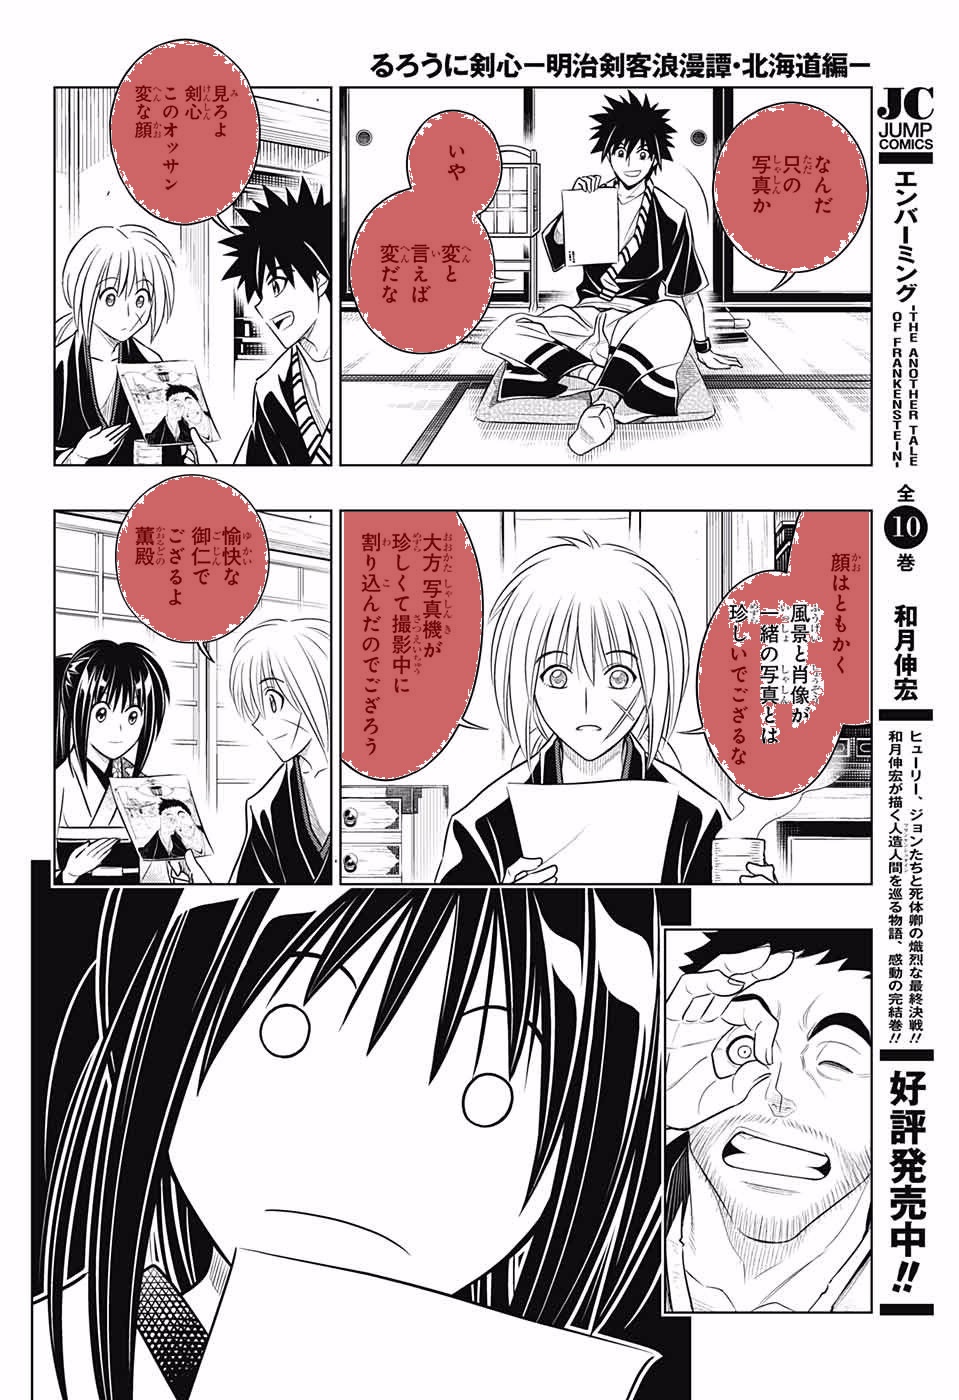 るろうに剣心ー明治剣客浪漫譚・北海道編ー
なんだ
只の
写真か
いや
変と
言えば
変だな
見ろよ
剣心
このオッサン
変な顔
顔はともかく
風景と肖像が
一緒の写真とは
珍しいでござるな
大方 写真機が
珍しくて撮影中に
割り込んだのでござろう
愉快な
御仁で
ござるよ
薫殿
JC
JUMP
COMICS
エンバーミング
-THE ANOTHER TALE
OF FRANKENSTEIN-
全10巻
和月伸宏
ヒューリー、ジョンたちと死体卿の熾烈な最終決戦!!
和月伸宏が描く人造人間を巡る物語、感動の完結巻!!
好評発売中!!